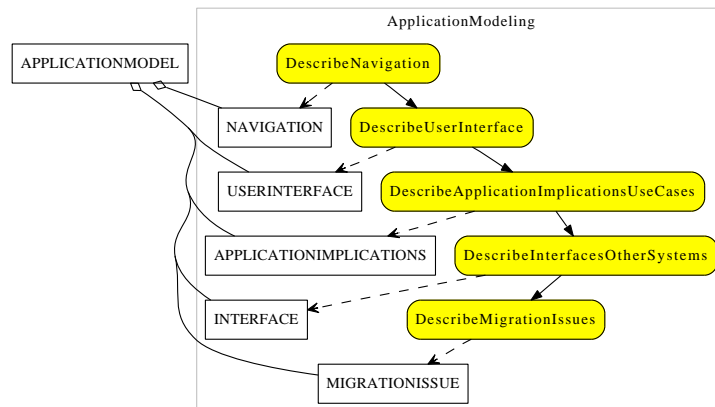 ApplicationModeling
APPLICATIONMODEL
DescribeNavigation
NAVIGATION
DescribeUserInterface
USERINTERFACE
DescribeApplicationImplicationsUseCases
APPLICATIONIMPLICATIONS
DescribeInterfacesOtherSystems
INTERFACE
DescribeMigrationIssues
MIGRATIONISSUE